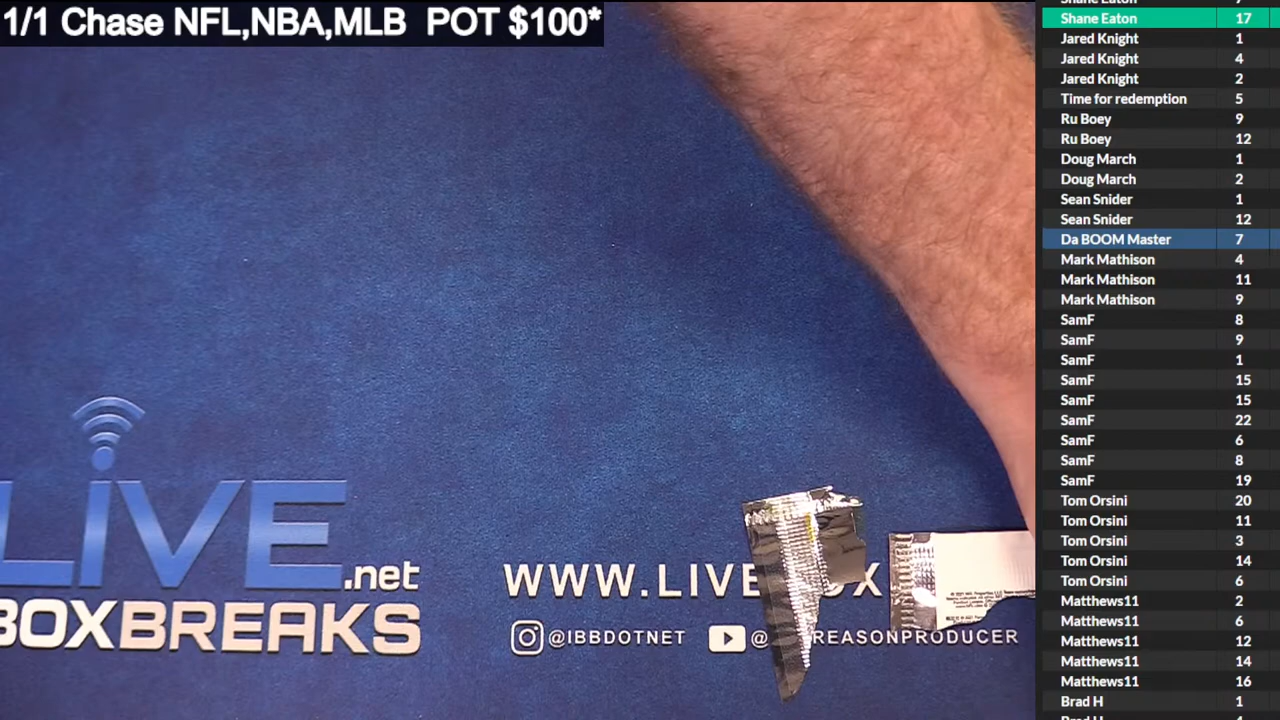 1/1 Chase NFL,NBA,MLB POT $100*
Shane Eaton 17
Jared Knight 1
Jared Knight 4
Jared Knight 2
Time for redemption 5
Ru Boey 9
Ru Boey 12
Doug March 1
Doug March 2
Sean Snider 1
Sean Snider 12
Da BOOM Master 7
Mark Mathison 4
Mark Mathison 11
Mark Mathison 9
SamF 8
SamF 9
SamF 1
SamF 15
SamF 15
SamF 22
SamF 6
SamF 8
SamF 19
Tom Orsini 20
Tom Orsini 11
Tom Orsini 3
Tom Orsini 14
Tom Orsini 6
Matthews11 2
Matthews11 6
Matthews11 12
Matthews11 14
Matthews11 16
Brad H 1
LIVE.net
BOXBREAKS
WWW.LIVE OX
@IBBDOTNET @ REASONPRODUCER